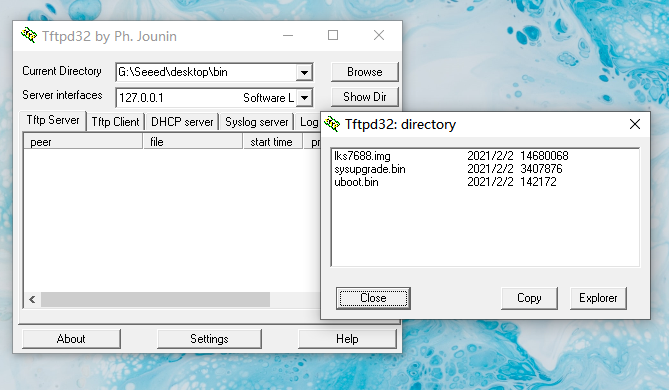 Tftpd32 by Ph. Jounin
Current Directory G:\Seeed\desktop\bin Browse
Server interfaces 127.0.0.1 Software L Show Dir
Tftp Server Tftp Client DHCP server Syslog server Log
peer file start time pr
Tftpd32: directory
lks7688.img 2021/2/2 14680068
sysupgrade.bin 2021/2/2 3407876
uboot.bin 2021/2/2 142172
Close Copy Explorer
About Settings Help